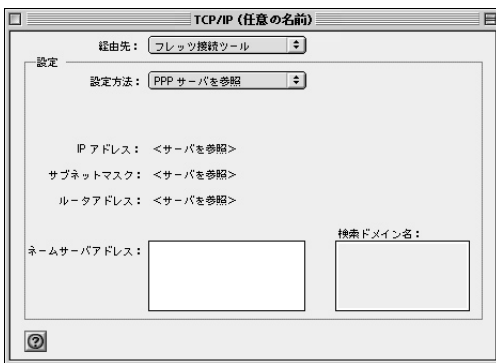 TCP/IP (任意の名前)
経由先： フレッツ接続ツール
設定
設定方法： PPP サーバを参照
IP アドレス： <サーバを参照>
サブネットマスク： <サーバを参照>
ルータアドレス： <サーバを参照>
検索ドメイン名：
ネームサーバアドレス：
?